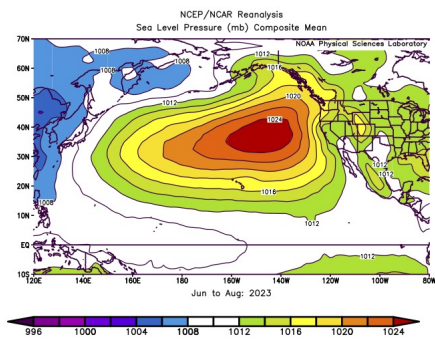 NCEP/NCAR Reanalysis
Sea Level Pressure (mb) Composite Mean
NOAA Physical Sciences Laboratory
70N
60N
50N
40N
30N
20N
10N
EQ
10S
1008
1008
1008
1012
1012
1016
1020
1024
1012
1016
1012
1008
1012
120E
140E
160E
180
160W
140W
120W
100W
80W
Jun to Aug: 2023
996
1000
1004
1008
1012
1016
1020
1024